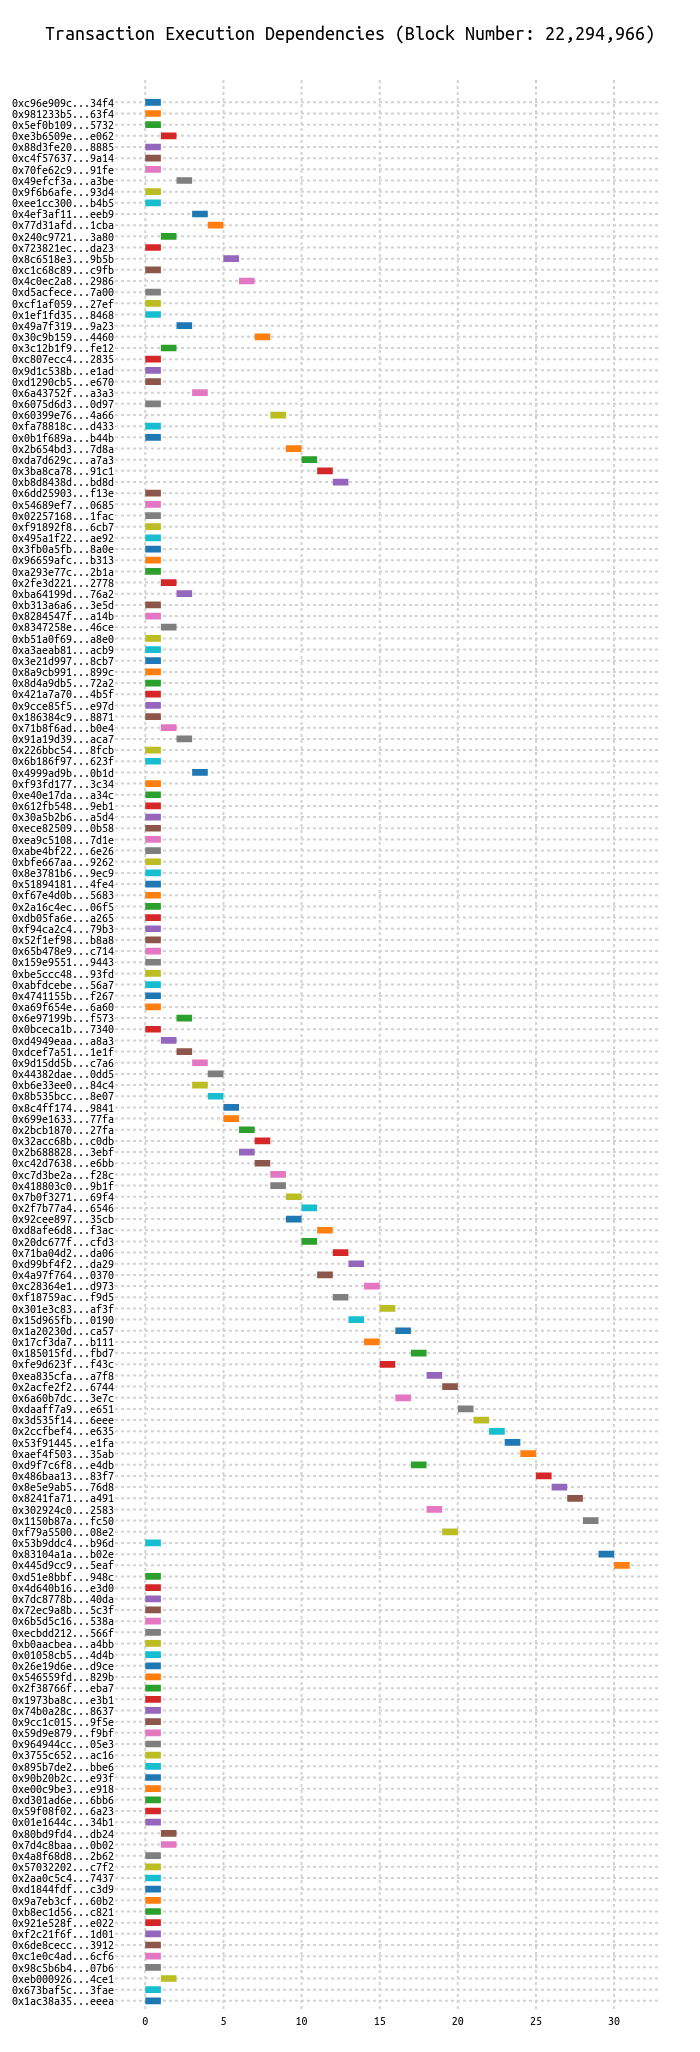 Transaction Execution Dependencies (Block Number: 22,294,966)
0xc96e909c...34f4
0x981233b5...63f4
0x5ef0b109...5732
0xe3b6509e...e062
0x88d3fe20...8885
0xc4f57637...9a14
0x70fe62c9...91fe
0x49efcf3a...a3be
0x9f6b6afe...93d4
0xee1cc300...b4b5
0x4ef3af11...eeb9
0x77d31afd...1cba
0x240c9721...3a80
0x723821ec...da23
0x8c6518e3...9b5b
0xc1c68c89...c9fb
0x4c0ec2a8...2986
0xd5acfece...7a00
0xcf1af059...27ef
0x1ef1fd35...8468
0x49a7f319...9a23
0x30c9b159...4460
0x3c12b1f9...fe12
0xc807ecc4...2835
0x9d1c538b...e1ad
0xd1290cb5...e670
0x6a43752f...a3a3
0x6075d6d3...0d97
0x60399e76...4a66
0xfa78818c...d433
0x0b1f689a...b44b
0x2b654bd3...7d8a
0xda7d629c...a7a3
0x3ba8ca78...91c1
0xb8d8438d...bd8d
0x6dd25903...f13e
0x54689ef7...0685
0x02257168...1fac
0xf91892f8...6cb7
0x495a1f22...ae92
0x3fb0a5fb...8a0e
0x96659afc...b313
0xa293e77c...2b1a
0x2fe3d221...2778
0xba64199d...76a2
0xb313a6a6...3e5d
0x8284547f...a14b
0x8347258e...46ce
0xb51a0f69...a8e0
0xa3aeab81...acb9
0x3e21d997...8cb7
0x8a9cb991...899c
0x8d4a9db5...72a2
0x421a7a70...4b5f
0x9cce85f5...e97d
0x186384c9...8871
0x71b8f6ad...b0e4
0x91a19d39...aca7
0x226bbc54...8fcb
0x6b186f97...623f
0x4999ad9b...0b1d
0xf93fd177...3c34
0xe40e17da...a34c
0x612fb548...9eb1
0x30a5b2b6...a5d4
0xece82509...0b58
0xea9c5108...7d1e
0xabe4bf22...6e26
0xbfe667aa...9262
0x8e3781b6...9ec9
0x51894181...4fe4
0xf67e4d0b...5683
0x2a16c4ec...06f5
0xdb05fa6e...a265
0xf94ca2c4...79b3
0x52f1ef98...b8a8
0x65b478e9...c714
0x159e9551...9443
0xbe5ccc48...93fd
0xabfdcebe...56a7
0x4741155b...f267
0xa69f654e...6a60
0x6e97199b...f573
0x0bceca1b...7340
0xd4949eaa...a8a3
0xdcef7a51...1e1f
0x9d15dd5b...c7a6
0x44382dae...0dd5
0xb6e33ee0...84c4
0x8b535bcc...8e07
0x8c4ff174...9841
0x699e1633...77fa
0x2bcb1870...27fa
0x32acc68b...c0db
0x2b688828...3ebf
0xc42d7638...e6bb
0xc7d3be2a...f28c
0x418803c0...9b1f
0x7b0f3271...69f4
0x2f7b77a4...6546
0x92cee897...35cb
0xd8afe6d8...f3ac
0x20dc677f...cfd3
0x71ba04d2...da06
0xd99bf4f2...da29
0x4a97f764...0370
0xc28364e1...d973
0xf18759ac...f9d5
0x301e3c83...af3f
0x15d965fb...0190
0x1a20230d...ca57
0x17cf3da7...b111
0x185015fd...fbd7
0xfe9d623f...f43c
0xea835cfa...a7f8
0x2acfe2f2...6744
0x6a60b7dc...3e7c
0xdaaff7a9...e651
0x3d535f14...6eee
0x2ccfbef4...e635
0x53f91445...e1fa
0xaef4f503...35ab
0xd9f7c6f8...e4db
0x486baa13...83f7
0x8e5e9ab5...76d8
0x8241fa71...a491
0x302924c0...2583
0x1150b87a...fc50
0xf79a5500...08e2
0x53b9ddc4...b96d
0x83104a1a...b02e
0x445d9cc9...5eaf
0xd51e8bbf...948c
0x4d640b16...e3d0
0x7dc8778b...40da
0x72ec9a8b...5c3f
0x6b5d5c16...538a
0xecbdd212...566f
0xb0aacbea...a4bb
0x01058cb5...4d4b
0x26e19d6e...d9ce
0x546559fd...829b
0x2f38766f...eba7
0x1973ba8c...e3b1
0x74b0a28c...8637
0x9cc1c015...9f5e
0x59d9e879...f9bf
0x964944cc...05e3
0x3755c652...ac16
0x895b7de2...bbe6
0x90b20b2c...e93f
0xe00c9be3...e918
0xd301ad6e...6bb6
0x59f08f02...6a23
0x01e1644c...34b1
0x80bd9fd4...db24
0x7d4c8baa...0b02
0x4a8f68d8...2b62
0x57032202...c7f2
0x2aa0c5c4...7437
0xd1844fdf...c3d9
0x9a7eb3cf...60b2
0xb8ec1d56...c821
0x921e528f...e022
0xf2c21f6f...1d01
0x6de8cecc...3912
0xc1e0c4ad...6cf6
0x98c5b6b4...07b6
0xeb000926...4ce1
0x673baf5c...3fae
0x1ac38a35...eeea
0 5 10 15 20 25 30